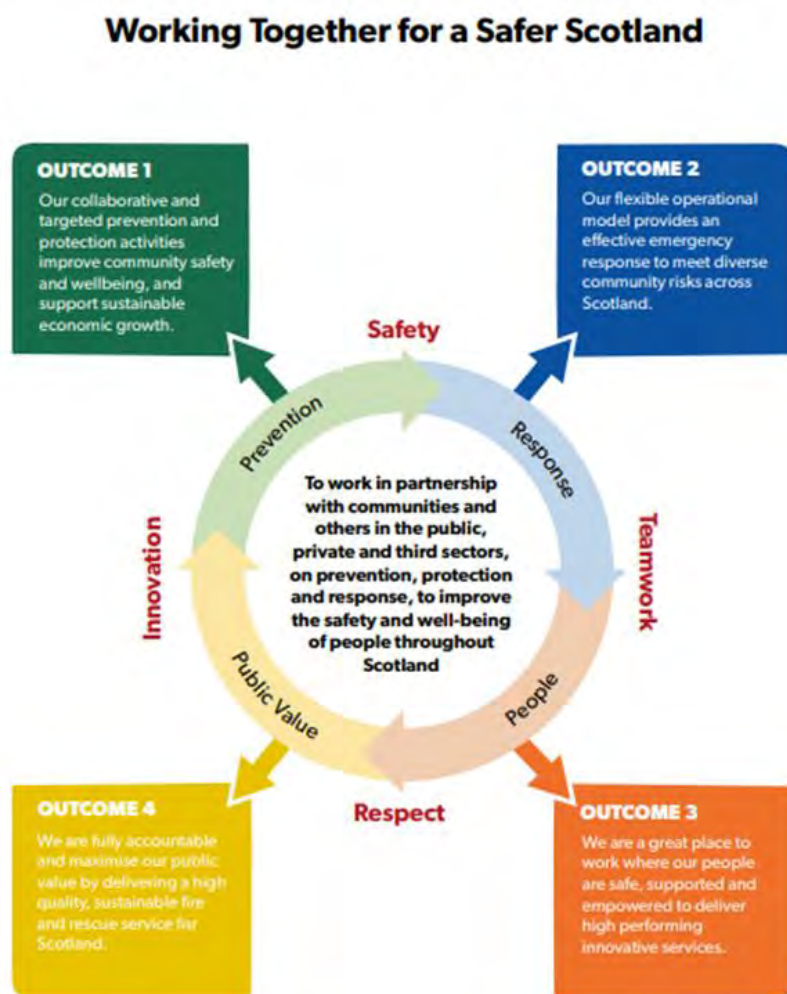 Working Together for a Safer Scotland
OUTCOME 1
Our collaborative and
targeted prevention and
protection activities
improve community safety
and wellbeing, and
support sustainable
economic growth.
OUTCOME 2
Our flexible operational
model provides an
effective emergency
response to meet diverse
community risks across
Scotland.
Safety
Prevention
Response
Innovation
To work in partnership
with communities and
others in the public,
private and third sectors,
on prevention, protection
and response, to improve
the safety and well-being
of people throughout
Scotland
Teamwork
Public Value
People
Respect
OUTCOME 4
We are fully accountable
and maximise our public
value by delivering a high
quality, sustainable fire
and rescue service for
Scotland.
OUTCOME 3
We are a great place to
work where our people
are safe, supported and
empowered to deliver
high performing
innovative services.